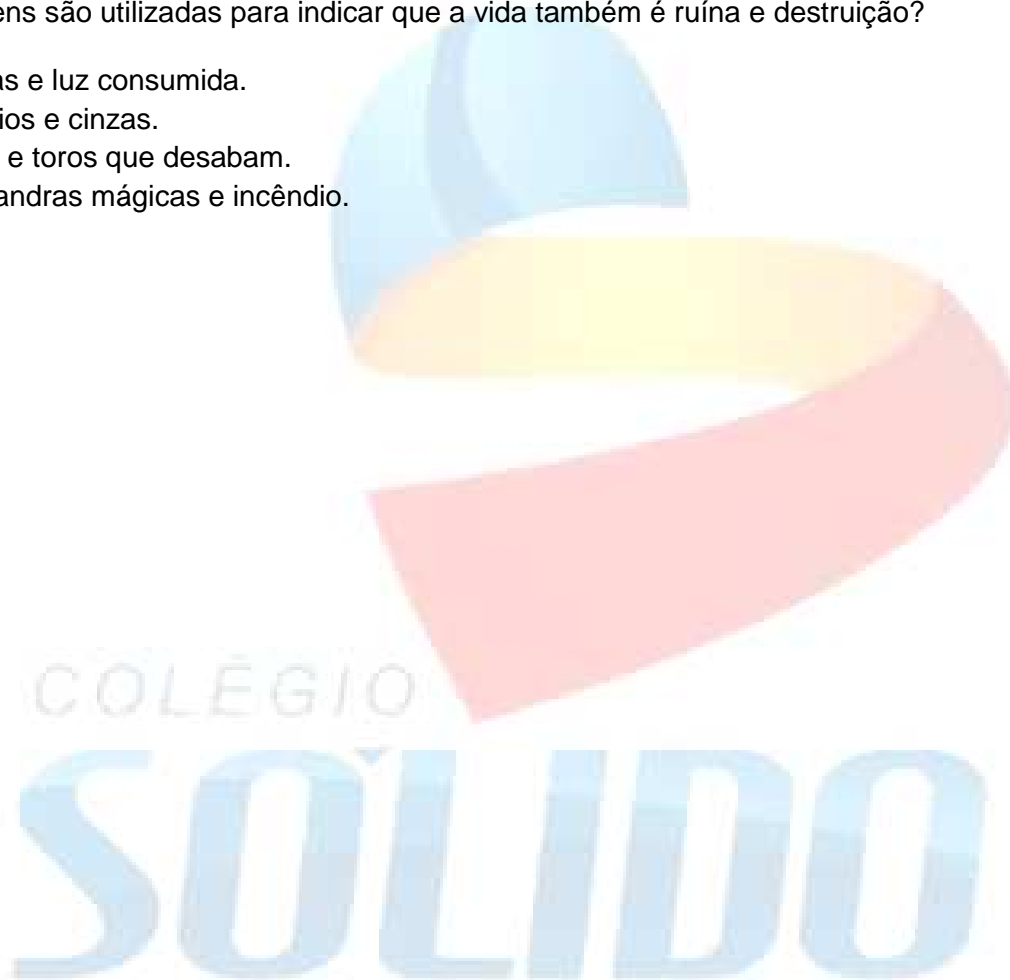 ens são utilizadas para indicar que a vida também é ruína e destruição?
as e luz consumida.
ios e cinzas.
e toros que desabam.
andras mágicas e incêndio.
COLÉGIO
SÓLIDO